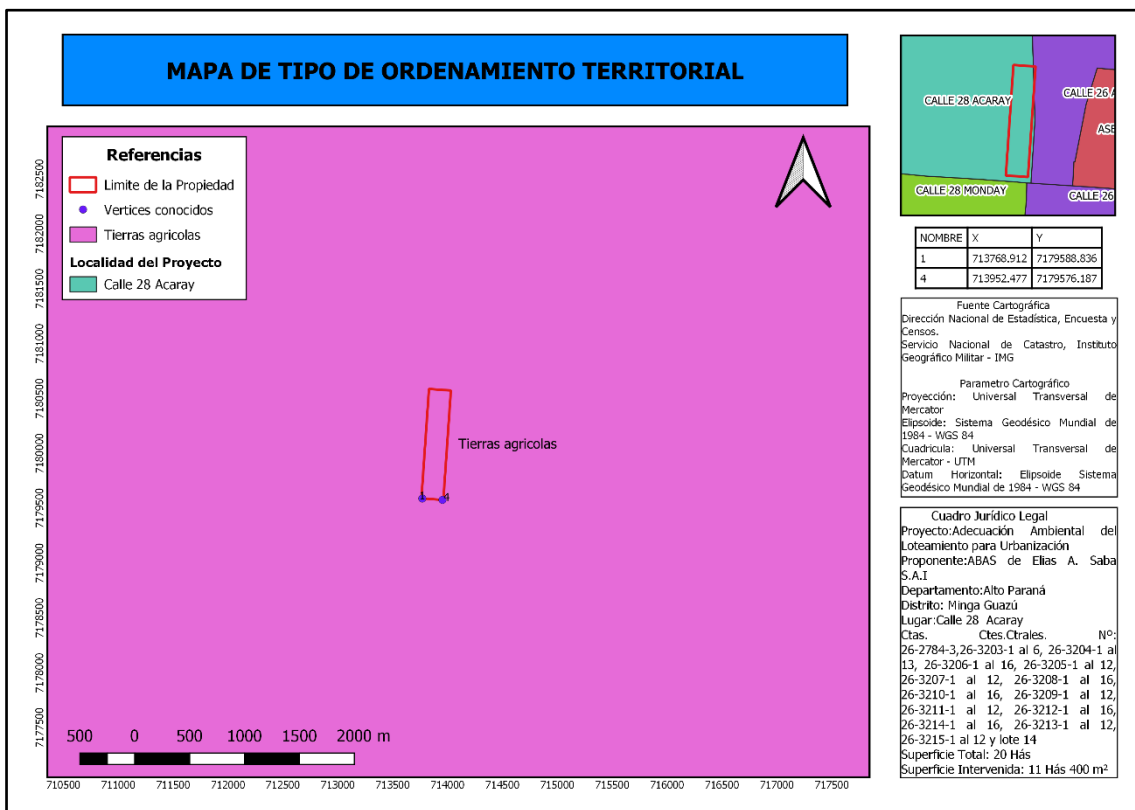 MAPA DE TIPO DE ORDENAMIENTO TERRITORIAL
Referencias
Limite de la Propiedad
Vertices conocidos
Tierras agricolas
Localidad del Proyecto
Calle 28 Acaray
7182500
7182000
7181500
7181000
7180500
7180000
7179500
7179000
7178500
7178000
7177500
Tierras agricolas
1
4
500 0 500 1000 1500 2000 m
710500 711000 711500 712000 712500 713000 713500 714000 714500 715000 715500 716000 716500 717000 717500
CALLE 28 ACARAY
CALLE 26 A
ASE
CALLE 28 MONDAY
CALLE 26
NOMBRE X Y
1 713768.912 7179588.836
4 713952.477 7179576.187
Fuente Cartográfica
Dirección Nacional de Estadística, Encuesta y
Censos.
Servicio Nacional de Catastro, Instituto
Geográfico Militar - IMG
Parametro Cartográfico
Proyección: Universal Transversal de
Mercator
Elipsoide: Sistema Geodésico Mundial de
1984 - WGS 84
Cuadricula: Universal Transversal de
Mercator - UTM
Datum Horizontal: Elipsoide Sistema
Geodésico Mundial de 1984 - WGS 84
Cuadro Jurídico Legal
Proyecto:Adecuación Ambiental del
Loteamiento para Urbanización
Proponente:ABAS de Elias A. Saba
S.A.I
Departamento:Alto Paraná
Distrito: Minga Guazú
Lugar:Calle 28 Acaray
Ctas. Ctes.Ctrales. Nº:
26-2784-3,26-3203-1 al 6, 26-3204-1 al
13, 26-3206-1 al 16, 26-3205-1 al 12,
26-3207-1 al 12, 26-3208-1 al 16,
26-3210-1 al 16, 26-3209-1 al 12,
26-3211-1 al 12, 26-3212-1 al 16,
26-3214-1 al 16, 26-3213-1 al 12,
26-3215-1 al 12 y lote 14
Superficie Total: 20 Hás
Superficie Intervenida: 11 Hás 400 m²